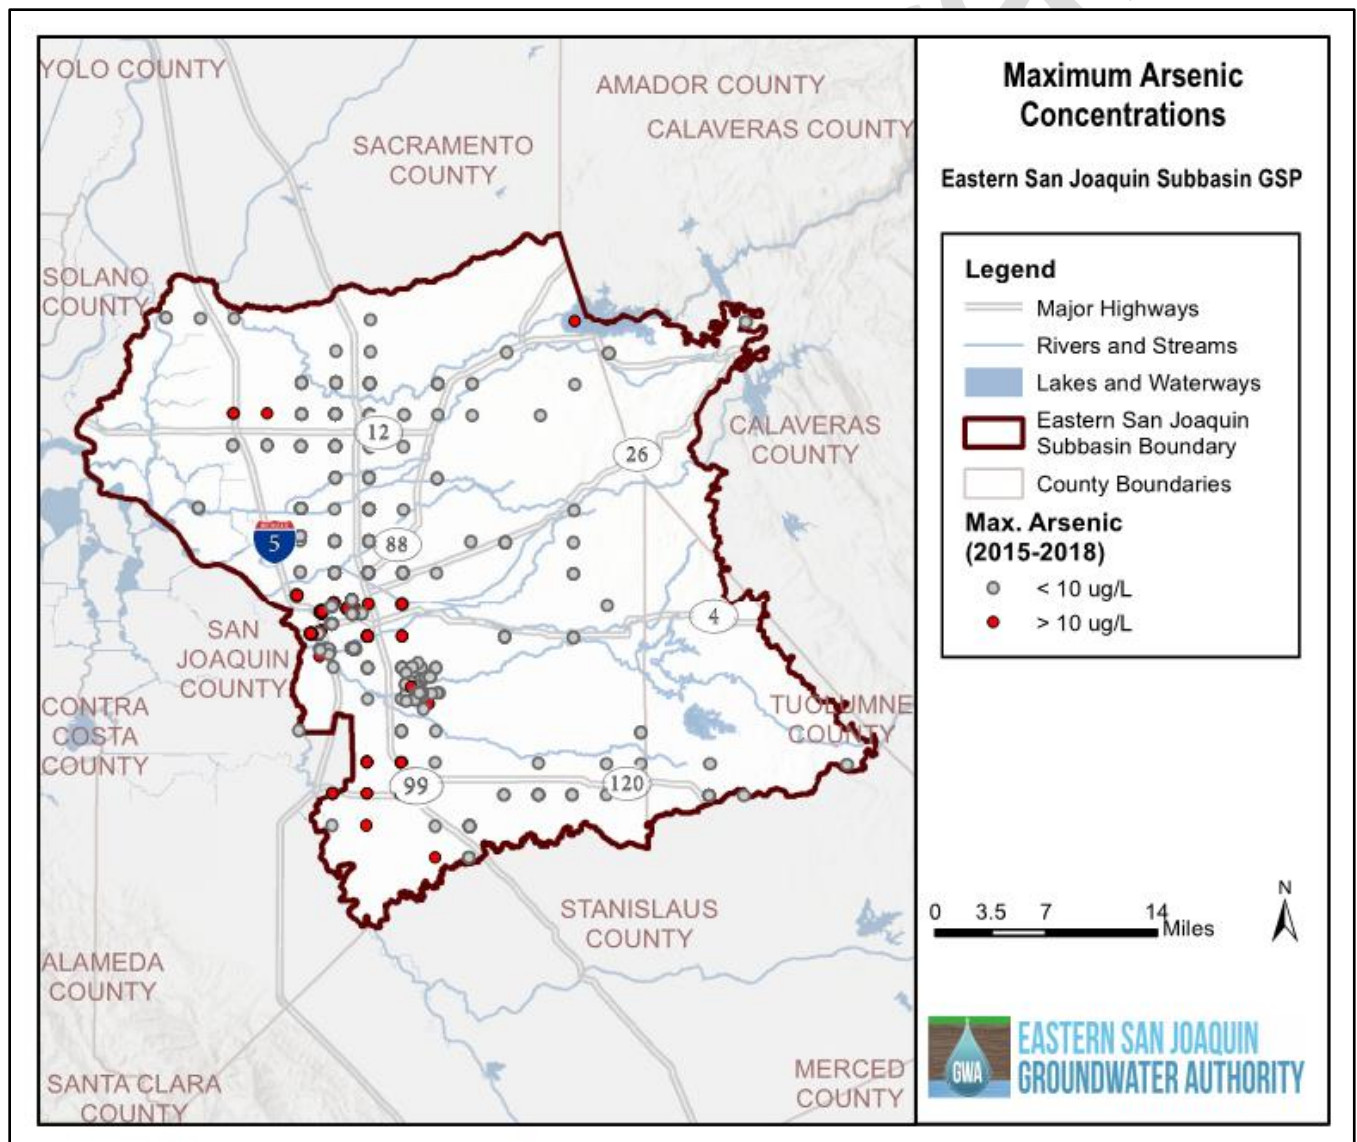 YOLO COUNTY
AMADOR COUNTY
CALAVERAS COUNTY
SACRAMENTO
COUNTY
SOLANO
COUNTY
12
26
CALAVERAS
COUNTY
5
88
4
SAN
JOAQUIN
COUNTY
CONTRA
COSTA
COUNTY
TUOLUMNE
COUNTY
99
120
STANISLAUS
COUNTY
ALAMEDA
COUNTY
SANTA CLARA
COUNTY
MERCED
COUNTY
Maximum Arsenic
Concentrations
Eastern San Joaquin Subbasin GSP
Legend
Major Highways
Rivers and Streams
Lakes and Waterways
Eastern San Joaquin
Subbasin Boundary
County Boundaries
Max. Arsenic
(2015-2018)
< 10 ug/L
> 10 ug/L
N
0 3.5 7 14
Miles
GWA
EASTERN SAN JOAQUIN
GROUNDWATER AUTHORITY